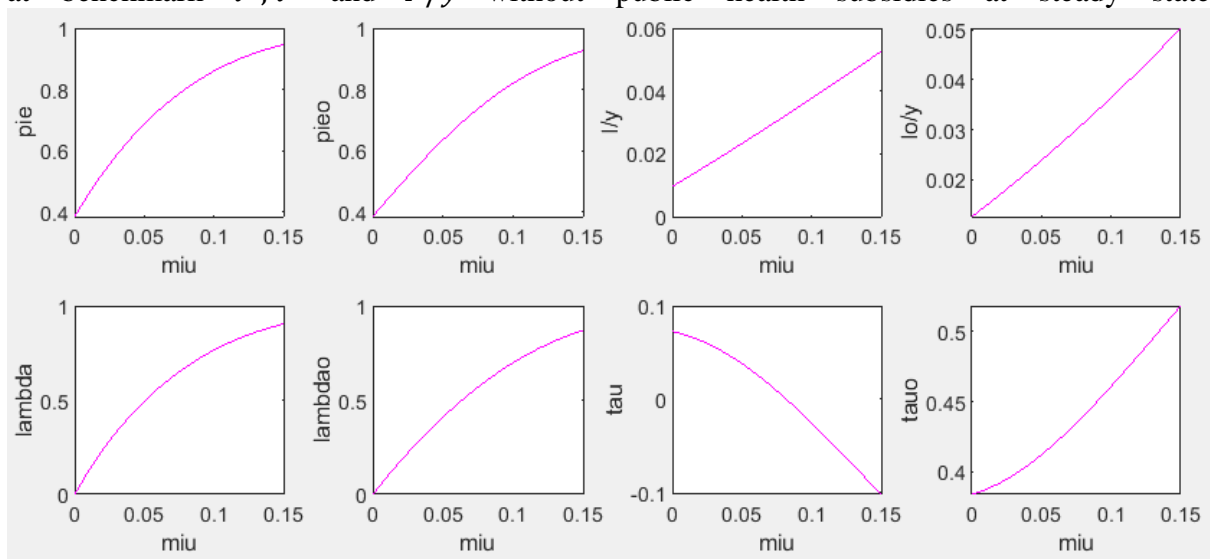 at benchmark and without public health subsidies at steady state
1 1 0.06 0.05
0.8 0.8 0.04 0.04
pie pieo l/y lo/y
0.6 0.6 0.02 0.03
0.4 0.4 0 0.02
0 0.05 0.1 0.15 0 0.05 0.1 0.15 0 0.05 0.1 0.15 0 0.05 0.1 0.15
miu miu miu miu
1 1 0.1 0.5
lambda lambdao tau tauo
0.5 0.5 0 0.45
0 0 -0.1 0.4
0 0.05 0.1 0.15 0 0.05 0.1 0.15 0 0.05 0.1 0.15 0 0.05 0.1 0.15
miu miu miu miu